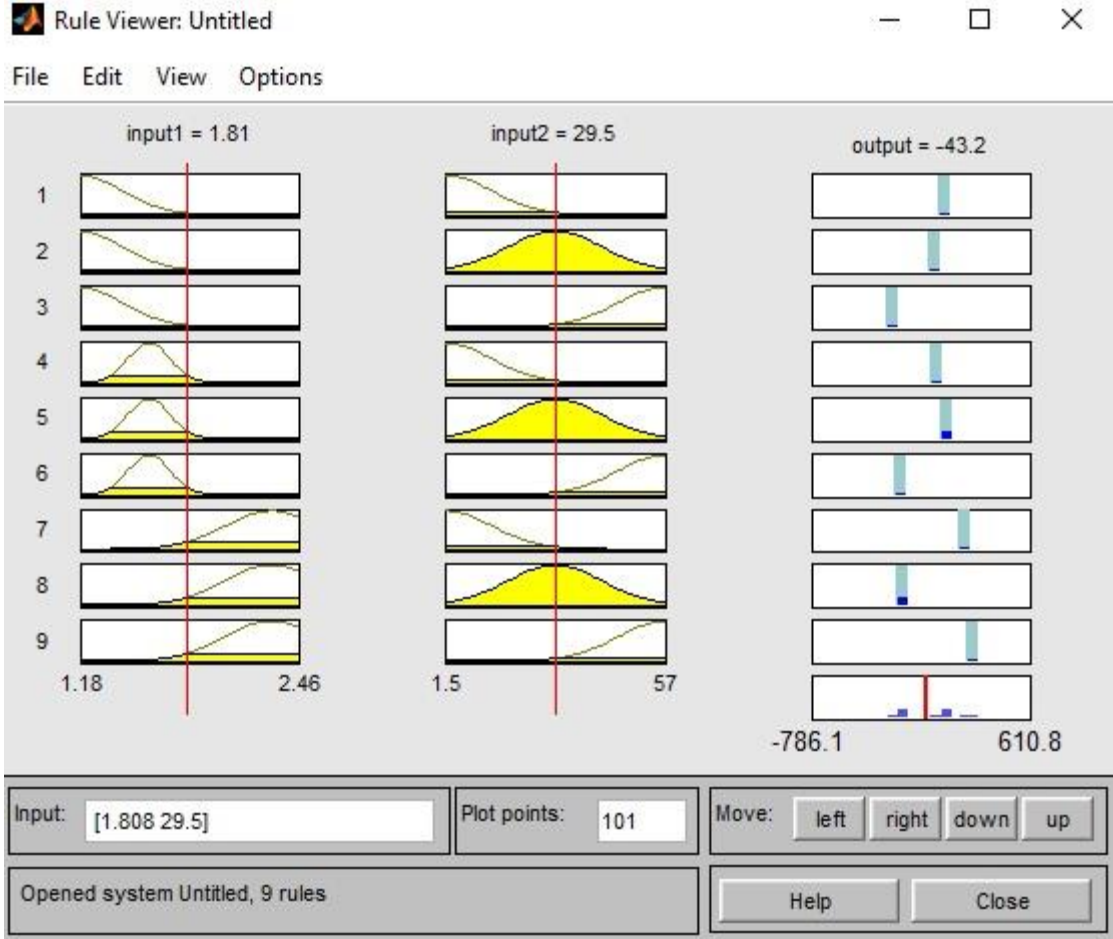 Rule Viewer: Untitled
File Edit View Options
input1 = 1.81
input2 = 29.5
output = -43.2
1
2
3
4
5
6
7
8
9
1.18 2.46
1.5 57
-786.1 610.8
Input: [1.808 29.5]
Plot points: 101
Move: left right down up
Opened system Untitled, 9 rules
Help Close